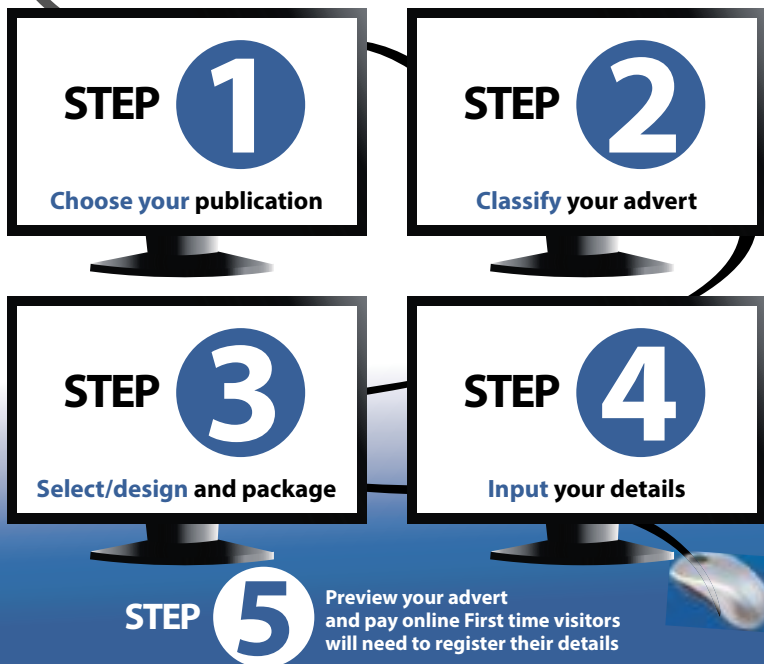 STEP 1
Choose your publication
STEP 2
Classify your advert
STEP 3
Select/design and package
STEP 4
Input your details
STEP 5
Preview your advert
and pay online First time visitors
will need to register their details